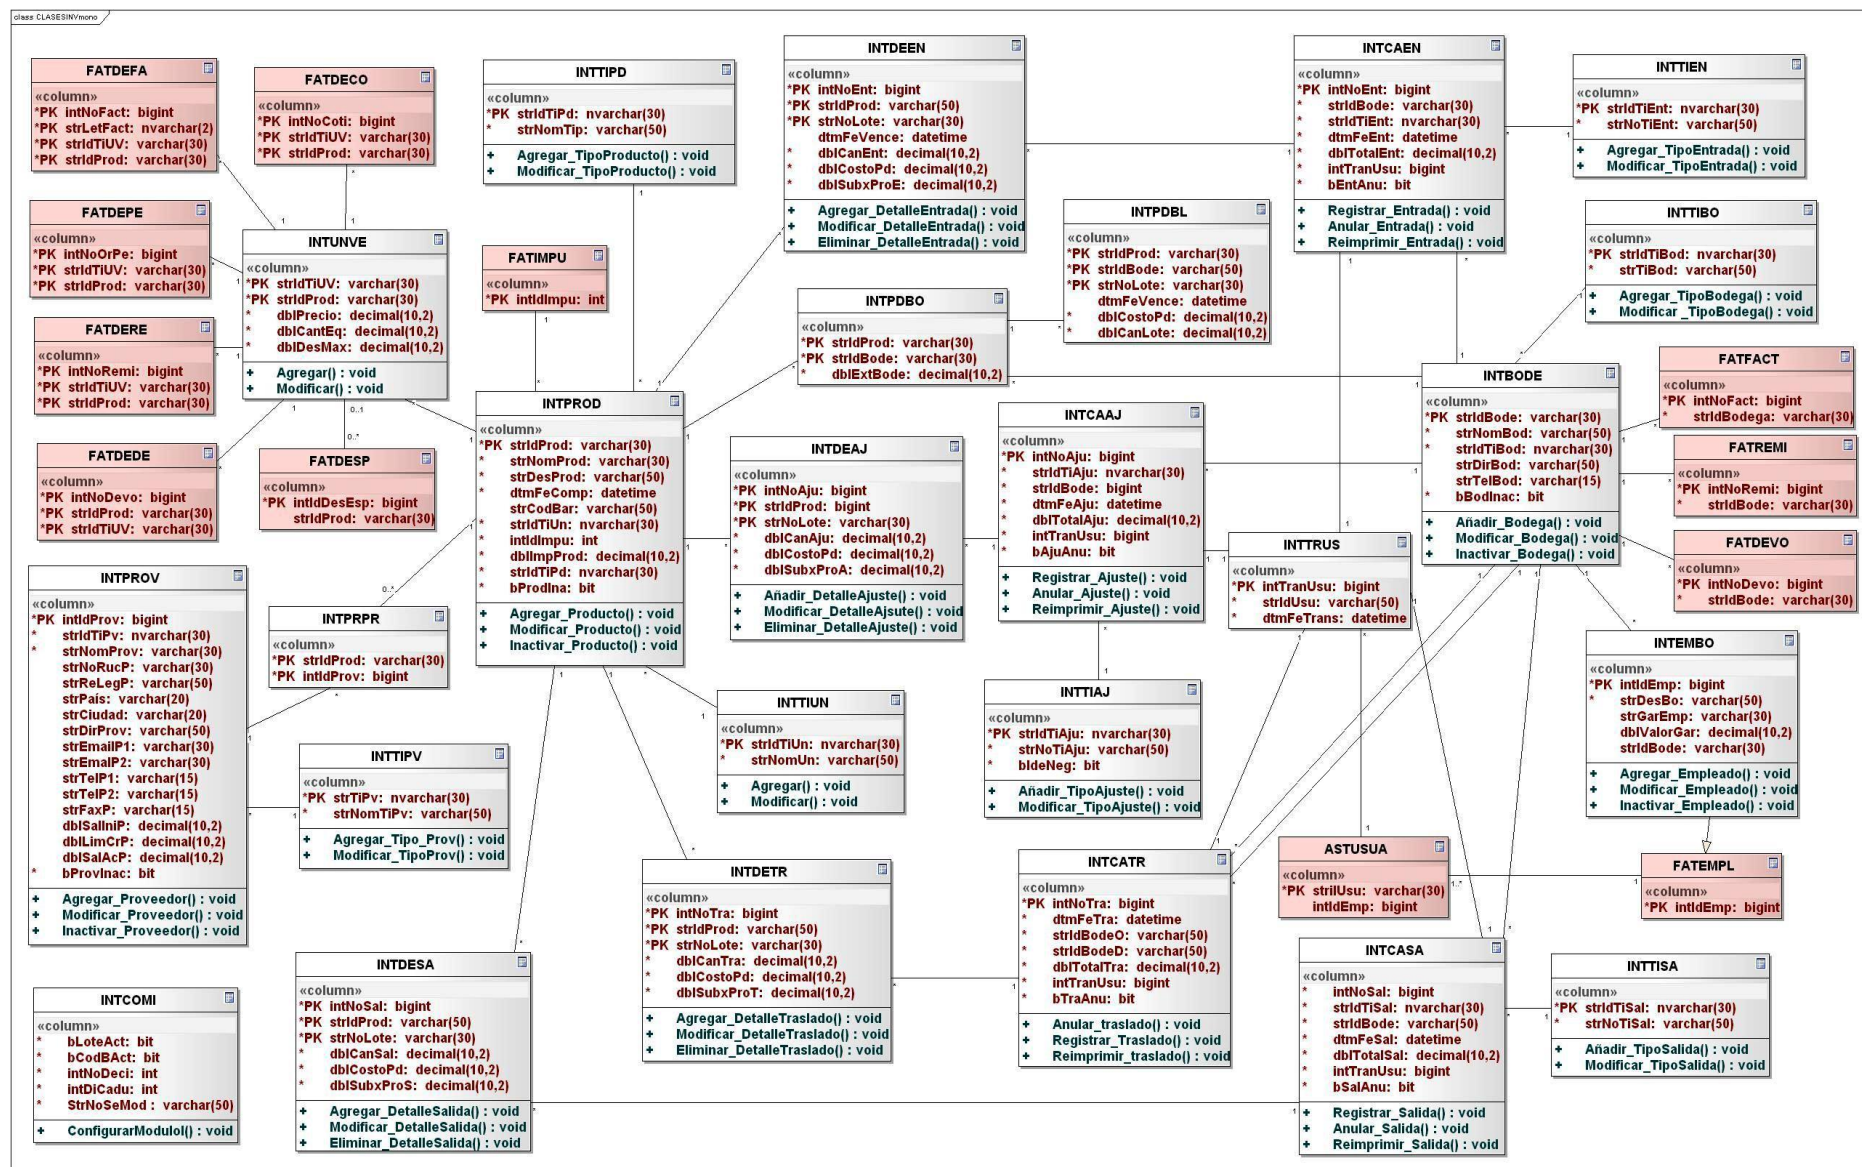 class CLASESINVmono
FATDEFA
«column»
*PK intNoFact: bigint
*PK strLetFact: nvarchar(2)
*PK strIdTiUV: varchar(30)
*PK strIdProd: varchar(30)
FATDECO
«column»
*PK intNoCoti: bigint
*PK strIdTiUV: varchar(30)
*PK strIdProd: varchar(30)
INTTIPD
«column»
*PK strIdTiPd: nvarchar(30)
* strNomTip: varchar(50)
+ Agregar_TipoProducto() : void
+ Modificar_TipoProducto() : void
INTDEEN
«column»
*PK intNoEnt: bigint
*PK strIdProd: varchar(50)
*PK strNoLote: varchar(30)
dtmFeVence: datetime
* dblCanEnt: decimal(10,2)
* dblCostoPd: decimal(10,2)
* dblSubxProE: decimal(10,2)
+ Agregar_DetalleEntrada() : void
+ Modificar_DetalleEntrada() : void
+ Eliminar_DetalleEntrada() : void
INTCAEN
«column»
*PK intNoEnt: bigint
* strIdBode: varchar(30)
* strIdTiEnt: nvarchar(30)
* dtmFeEnt: datetime
* dblTotalEnt: decimal(10,2)
* intTranUsu: bigint
* bEntAnu: bit
+ Registrar_Entrada() : void
+ Anular_Entrada() : void
+ Reimprimir_Entrada() : void
INTTIEN
«column»
*PK strIdTiEnt: nvarchar(30)
* strNoTiEnt: varchar(50)
+ Agregar_TipoEntrada() : void
+ Modificar_TipoEntrada() : void
FATDEPE
«column»
*PK intNoOrPe: bigint
*PK strIdTiUV: varchar(30)
*PK strIdProd: varchar(30)
INTUNVE
«column»
*PK strIdTiUV: varchar(30)
*PK strIdProd: varchar(30)
* dblPrecio: decimal(10,2)
* dblCantEq: decimal(10,2)
* dblDesMax: decimal(10,2)
+ Agregar() : void
+ Modificar() : void
FATIMPU
«column»
*PK intIdImpu: int
INTPDBL
«column»
*PK strIdProd: varchar(30)
*PK strIdBode: varchar(50)
*PK strNoLote: varchar(30)
dtmFeVence: datetime
* dblCostoPd: decimal(10,2)
* dblCanLote: decimal(10,2)
INTTIBO
«column»
*PK strIdTiBod: nvarchar(30)
* strTiBod: varchar(50)
+ Agregar_TipoBodega() : void
+ Modificar _TipoBodega() : void
INTPDBO
«column»
*PK strIdProd: varchar(30)
*PK strIdBode: varchar(30)
* dblExtBode: decimal(10,2)
FATDERE
«column»
*PK intNoRemi: bigint
*PK strIdTiUV: varchar(30)
*PK strIdProd: varchar(30)
INTPROD
«column»
*PK strIdProd: varchar(30)
* strNomProd: varchar(30)
* strDesProd: varchar(50)
* dtmFeComp: datetime
strCodBar: varchar(50)
* strIdTiUn: nvarchar(30)
* intIdImpu: int
* dblImpProd: decimal(10,2)
* strIdTiPd: nvarchar(30)
* bProdIna: bit
+ Agregar_Producto() : void
+ Modificar_Producto() : void
+ Inactivar_Producto() : void
INTBODE
«column»
*PK strIdBode: varchar(30)
* strNomBod: varchar(50)
* strIdTiBod: nvarchar(30)
strDirBod: varchar(50)
strTelBod: varchar(15)
* bBodInac: bit
+ Añadir_Bodega() : void
+ Modificar_Bodega() : void
+ Inactivar_Bodega() : void
FATFACT
«column»
*PK intNoFact: bigint
* strIdBodega: varchar(30)
INTDEAJ
«column»
*PK intNoAju: bigint
*PK strIdProd: bigint
*PK strNoLote: varchar(30)
* dblCanAju: decimal(10,2)
* dblCostoPd: decimal(10,2)
* dblSubxProA: decimal(10,2)
+ Añadir_DetalleAjuste() : void
+ Modificar_DetalleAjsute() : void
+ Eliminar_DetalleAjuste() : void
INTCAAJ
«column»
*PK intNoAju: bigint
* strIdTiAju: nvarchar(30)
* strIdBode: bigint
* dtmFeAju: datetime
* dblTotalAju: decimal(10,2)
* intTranUsu: bigint
* bAjuAnu: bit
+ Registrar_Ajuste() : void
+ Anular_Ajuste() : void
+ Reimprimir_Ajuste() : void
FATREMI
«column»
*PK intNoRemi: bigint
* strIdBode: varchar(30)
FATDEDE
«column»
*PK intNoDevo: bigint
*PK strIdProd: varchar(30)
*PK strIdTiUV: varchar(30)
FATDESP
«column»
*PK intIdDesEsp: bigint
strIdProd: varchar(30)
INTTRUS
«column»
*PK intTranUsu: bigint
* strIdUsu: varchar(50)
* dtmFeTrans: datetime
FATDEVO
«column»
*PK intNoDevo: bigint
* strIdBode: varchar(30)
INTPROV
«column»
*PK intIdProv: bigint
* strIdTiPv: nvarchar(30)
* strNomProv: varchar(30)
strNoRucP: varchar(30)
strReLegP: varchar(50)
strPaís: varchar(20)
strCiudad: varchar(20)
strDirProv: varchar(50)
strEmailP1: varchar(30)
strEmalP2: varchar(30)
strTelP1: varchar(15)
strTelP2: varchar(15)
strFaxP: varchar(15)
dblSalIniP: decimal(10,2)
dblLimCrP: decimal(10,2)
dblSalAcP: decimal(10,2)
* bProvInac: bit
+ Agregar_Proveedor() : void
+ Modificar_Proveedor() : void
+ Inactivar_Proveedor() : void
INTPRPR
«column»
*PK strIdProd: varchar(30)
*PK intIdProv: bigint
INTEMBO
«column»
*PK intIdEmp: bigint
* strDesBo: varchar(50)
strGarEmp: varchar(30)
dblValorGar: decimal(10,2)
strIdBode: varchar(30)
+ Agregar_Empleado() : void
+ Modificar_Empleado() : void
+ Inactivar_Empleado() : void
INTTIUN
«column»
*PK strIdTiUn: nvarchar(30)
* strNomUn: varchar(50)
+ Agregar() : void
+ Modificar() : void
INTTIAJ
«column»
*PK strIdTiAju: nvarchar(30)
* strNoTiAju: varchar(50)
* bIdeNeg: bit
+ Añadir_TipoAjuste() : void
+ Modificar_TipoAjuste() : void
INTTIPV
«column»
*PK strTiPv: nvarchar(30)
* strNomTiPv: varchar(50)
+ Agregar_Tipo_Prov() : void
+ Modificar_TipoProv() : void
INTDETR
«column»
*PK intNoTra: bigint
*PK strIdProd: varchar(50)
*PK strNoLote: varchar(30)
* dblCanTra: decimal(10,2)
* dblCostoPd: decimal(10,2)
* dblSubxProT: decimal(10,2)
+ Agregar_DetalleTraslado() : void
+ Modificar_DetalleTraslado() : void
+ Eliminar_DetalleTraslado() : void
INTCATR
«column»
*PK intNoTra: bigint
* dtmFeTra: datetime
* strIdBodeO: varchar(50)
* strIdBodeD: varchar(50)
* dblTotalTra: decimal(10,2)
* intTranUsu: bigint
* bTraAnu: bit
+ Anular_traslado() : void
+ Registrar_Traslado() : void
+ Reimprimir_traslado() : void
ASTUSUA
«column»
*PK striIUsu: varchar(30)
intIdEmp: bigint
FATEMPL
«column»
*PK intIdEmp: bigint
INTCOMI
«column»
* bLoteAct: bit
* bCodBAct: bit
* intNoDeci: int
* intDiCadu: int
* StrNoSeMod : varchar(50)
+ ConfigurarModulol() : void
INTDESA
«column»
*PK intNoSal: bigint
*PK strIdProd: varchar(50)
*PK strNoLote: varchar(30)
* dblCanSal: decimal(10,2)
* dblCostoPd: decimal(10,2)
* dblSubxProS: decimal(10,2)
+ Agregar_DetalleSalida() : void
+ Modificar_DetalleSalida() : void
+ Eliminar_DetalleSalida() : void
INTCASA
«column»
* intNoSal: bigint
* strIdTiSal: nvarchar(30)
* strIdBode: varchar(50)
* dtmFeSal: datetime
* dblTotalSal: decimal(10,2)
* intTranUsu: bigint
* bSalAnu: bit
+ Registrar_Salida() : void
+ Anular_Salida() : void
+ Reimprimir_Salida() : void
INTTISA
«column»
*PK strIdTiSal: nvarchar(30)
* strNoTiSal: varchar(50)
+ Añadir_TipoSalida() : void
+ Modificar_TipoSalida() : void